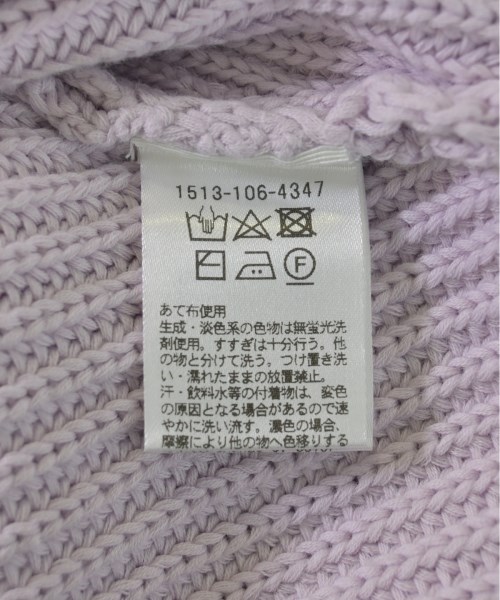 1513-106-4347
F
あて布使用
生成・淡色系の色物は無蛍光洗
剤使用。すすぎは十分行う。他
の物と分けて洗う。つけ置き洗
い・濡れたままの放置禁止。
汗・飲料水等の付着物は、変色
の原因となる場合があるので速
やかに洗い流す。濃色の場合、
摩擦により他の物へ色移りする